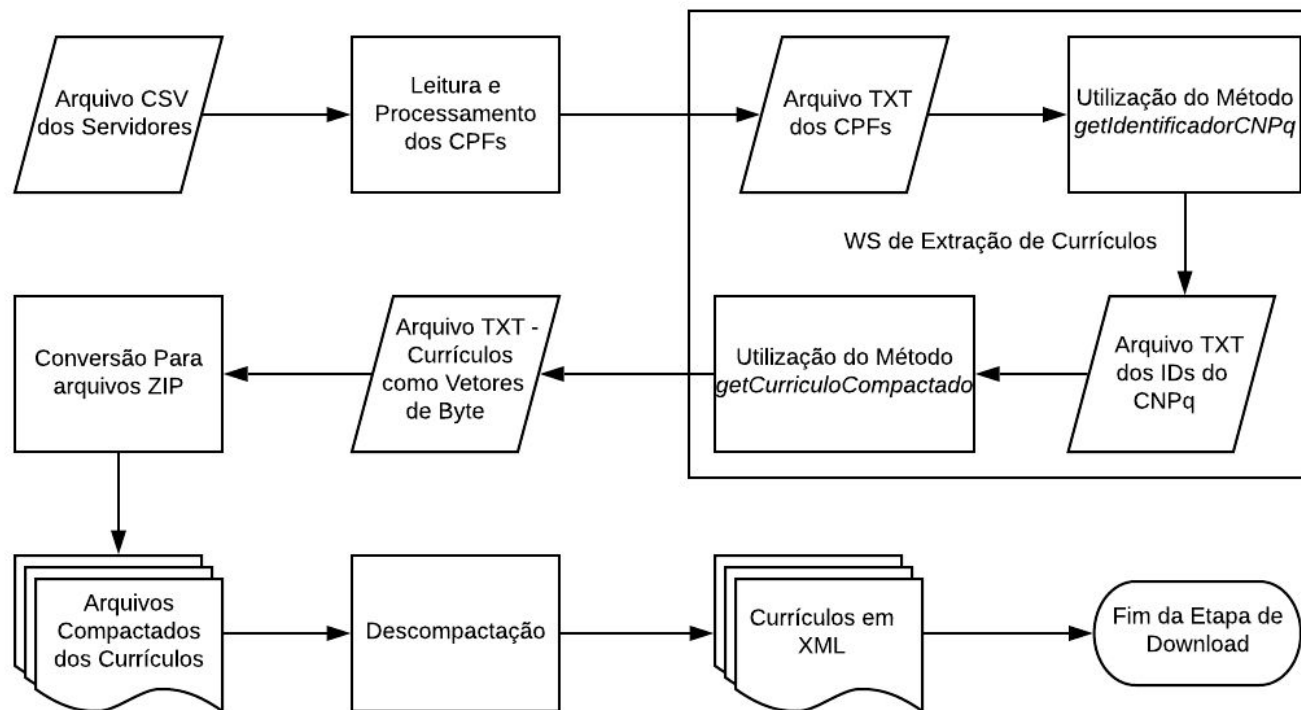 Arquivo CSV
dos Servidores
Leitura e
Processamento
dos CPFs
Arquivo TXT
dos CPFs
Utilização do Método
getIdentificadorCNPq
WS de Extração de Currículos
Conversão Para
arquivos ZIP
Arquivo TXT -
Currículos
como Vetores
de Byte
Utilização do Método
getCurriculoCompactado
Arquivo TXT
dos IDs do
CNPq
Arquivos
Compactados
dos Currículos
Descompactação
Currículos em
XML
Fim da Etapa de
Download